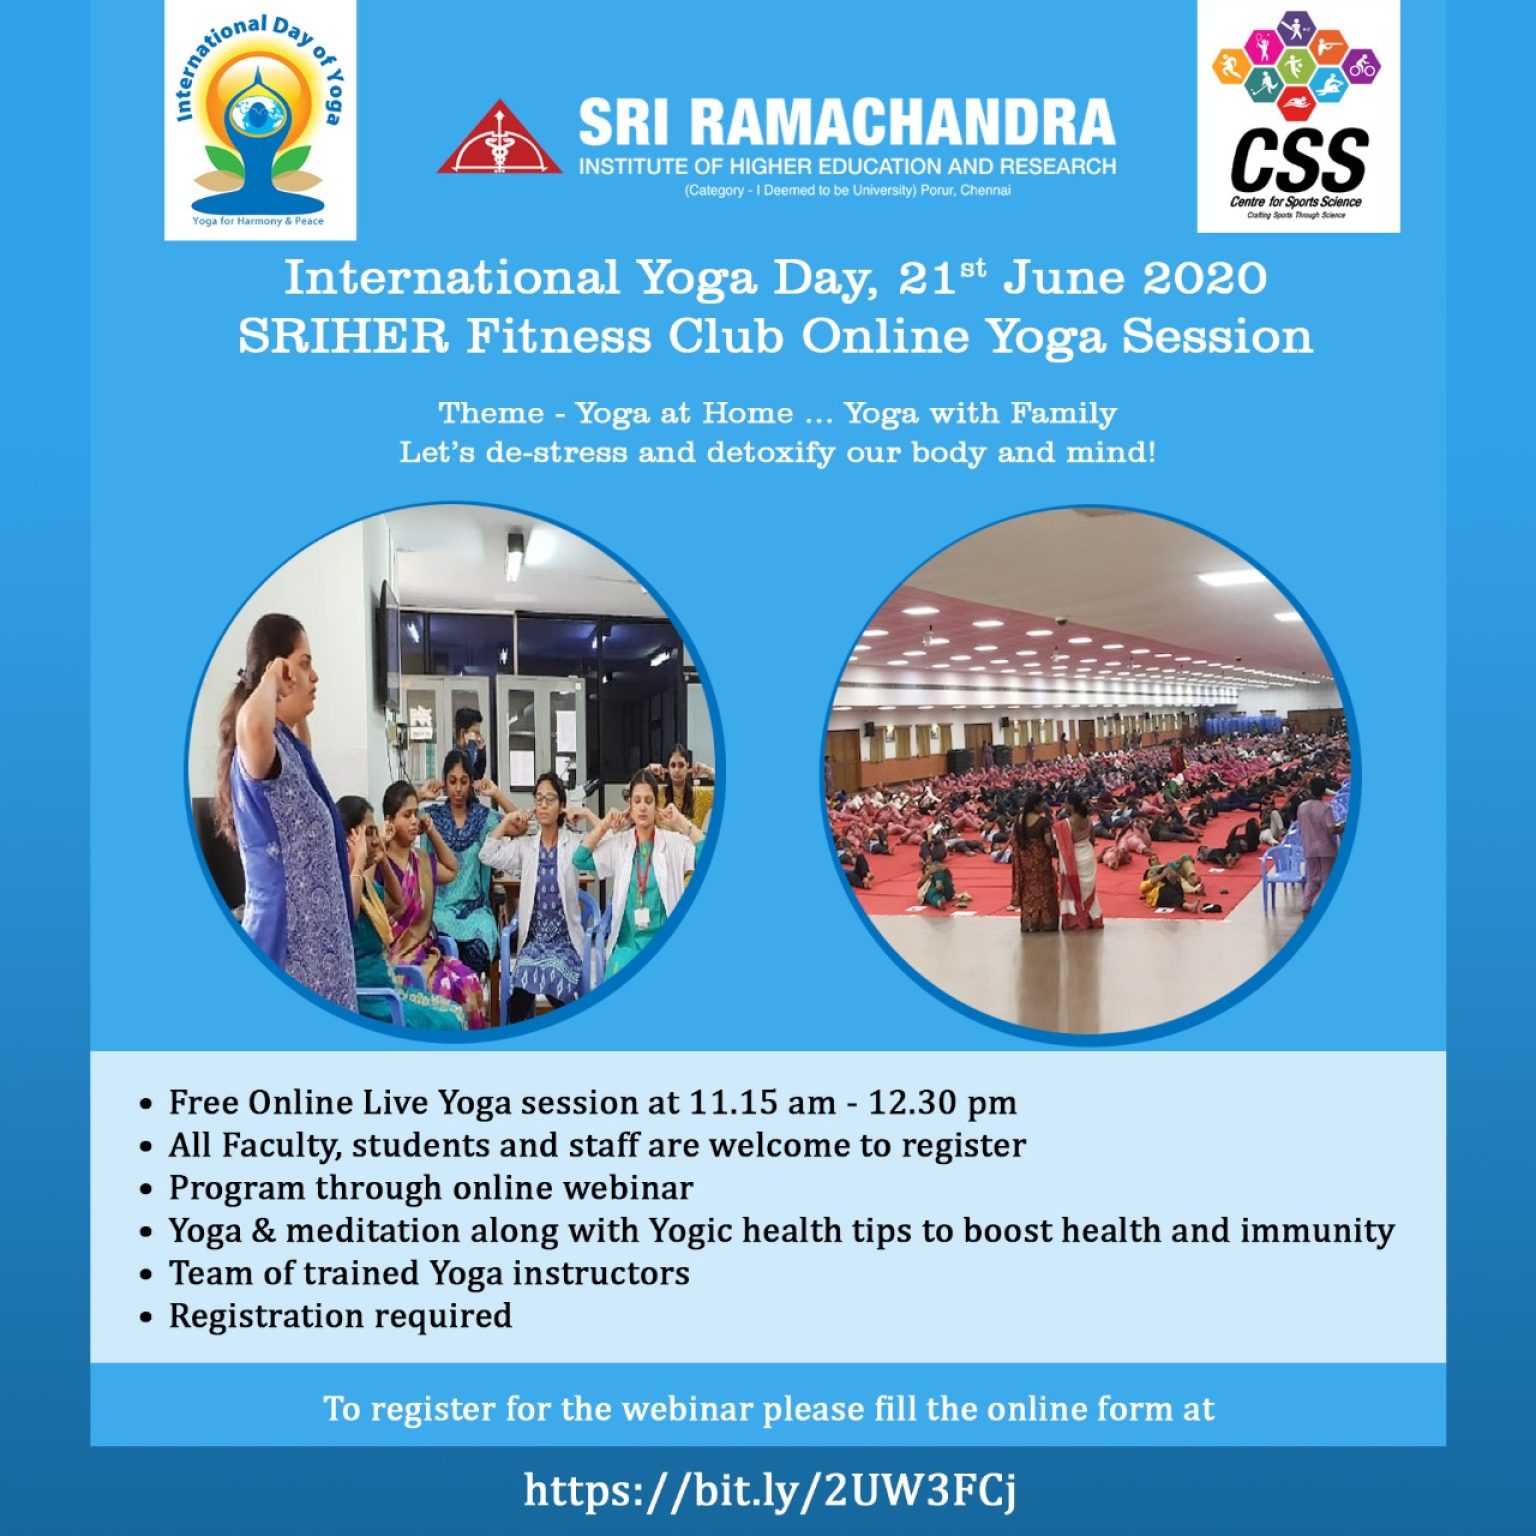 International Day of Yoga
Yoga for Harmony & Peace
SRI RAMACHANDRA
INSTITUTE OF HIGHER EDUCATION AND RESEARCH
(Category - I Deemed to be University) Porur, Chennai
CSS
Centre for Sports Science
Crafting Sports Through Science
International Yoga Day, 21st June 2020
SRIHER Fitness Club Online Yoga Session
Theme - Yoga at Home ... Yoga with Family
Let's de-stress and detoxify our body and mind!
• Free Online Live Yoga session at 11.15 am - 12.30 pm
• All Faculty, students and staff are welcome to register
• Program through online webinar
• Yoga & meditation along with Yogic health tips to boost health and immunity
• Team of trained Yoga instructors
• Registration required
To register for the webinar please fill the online form at
https://bit.ly/2UW3FCj